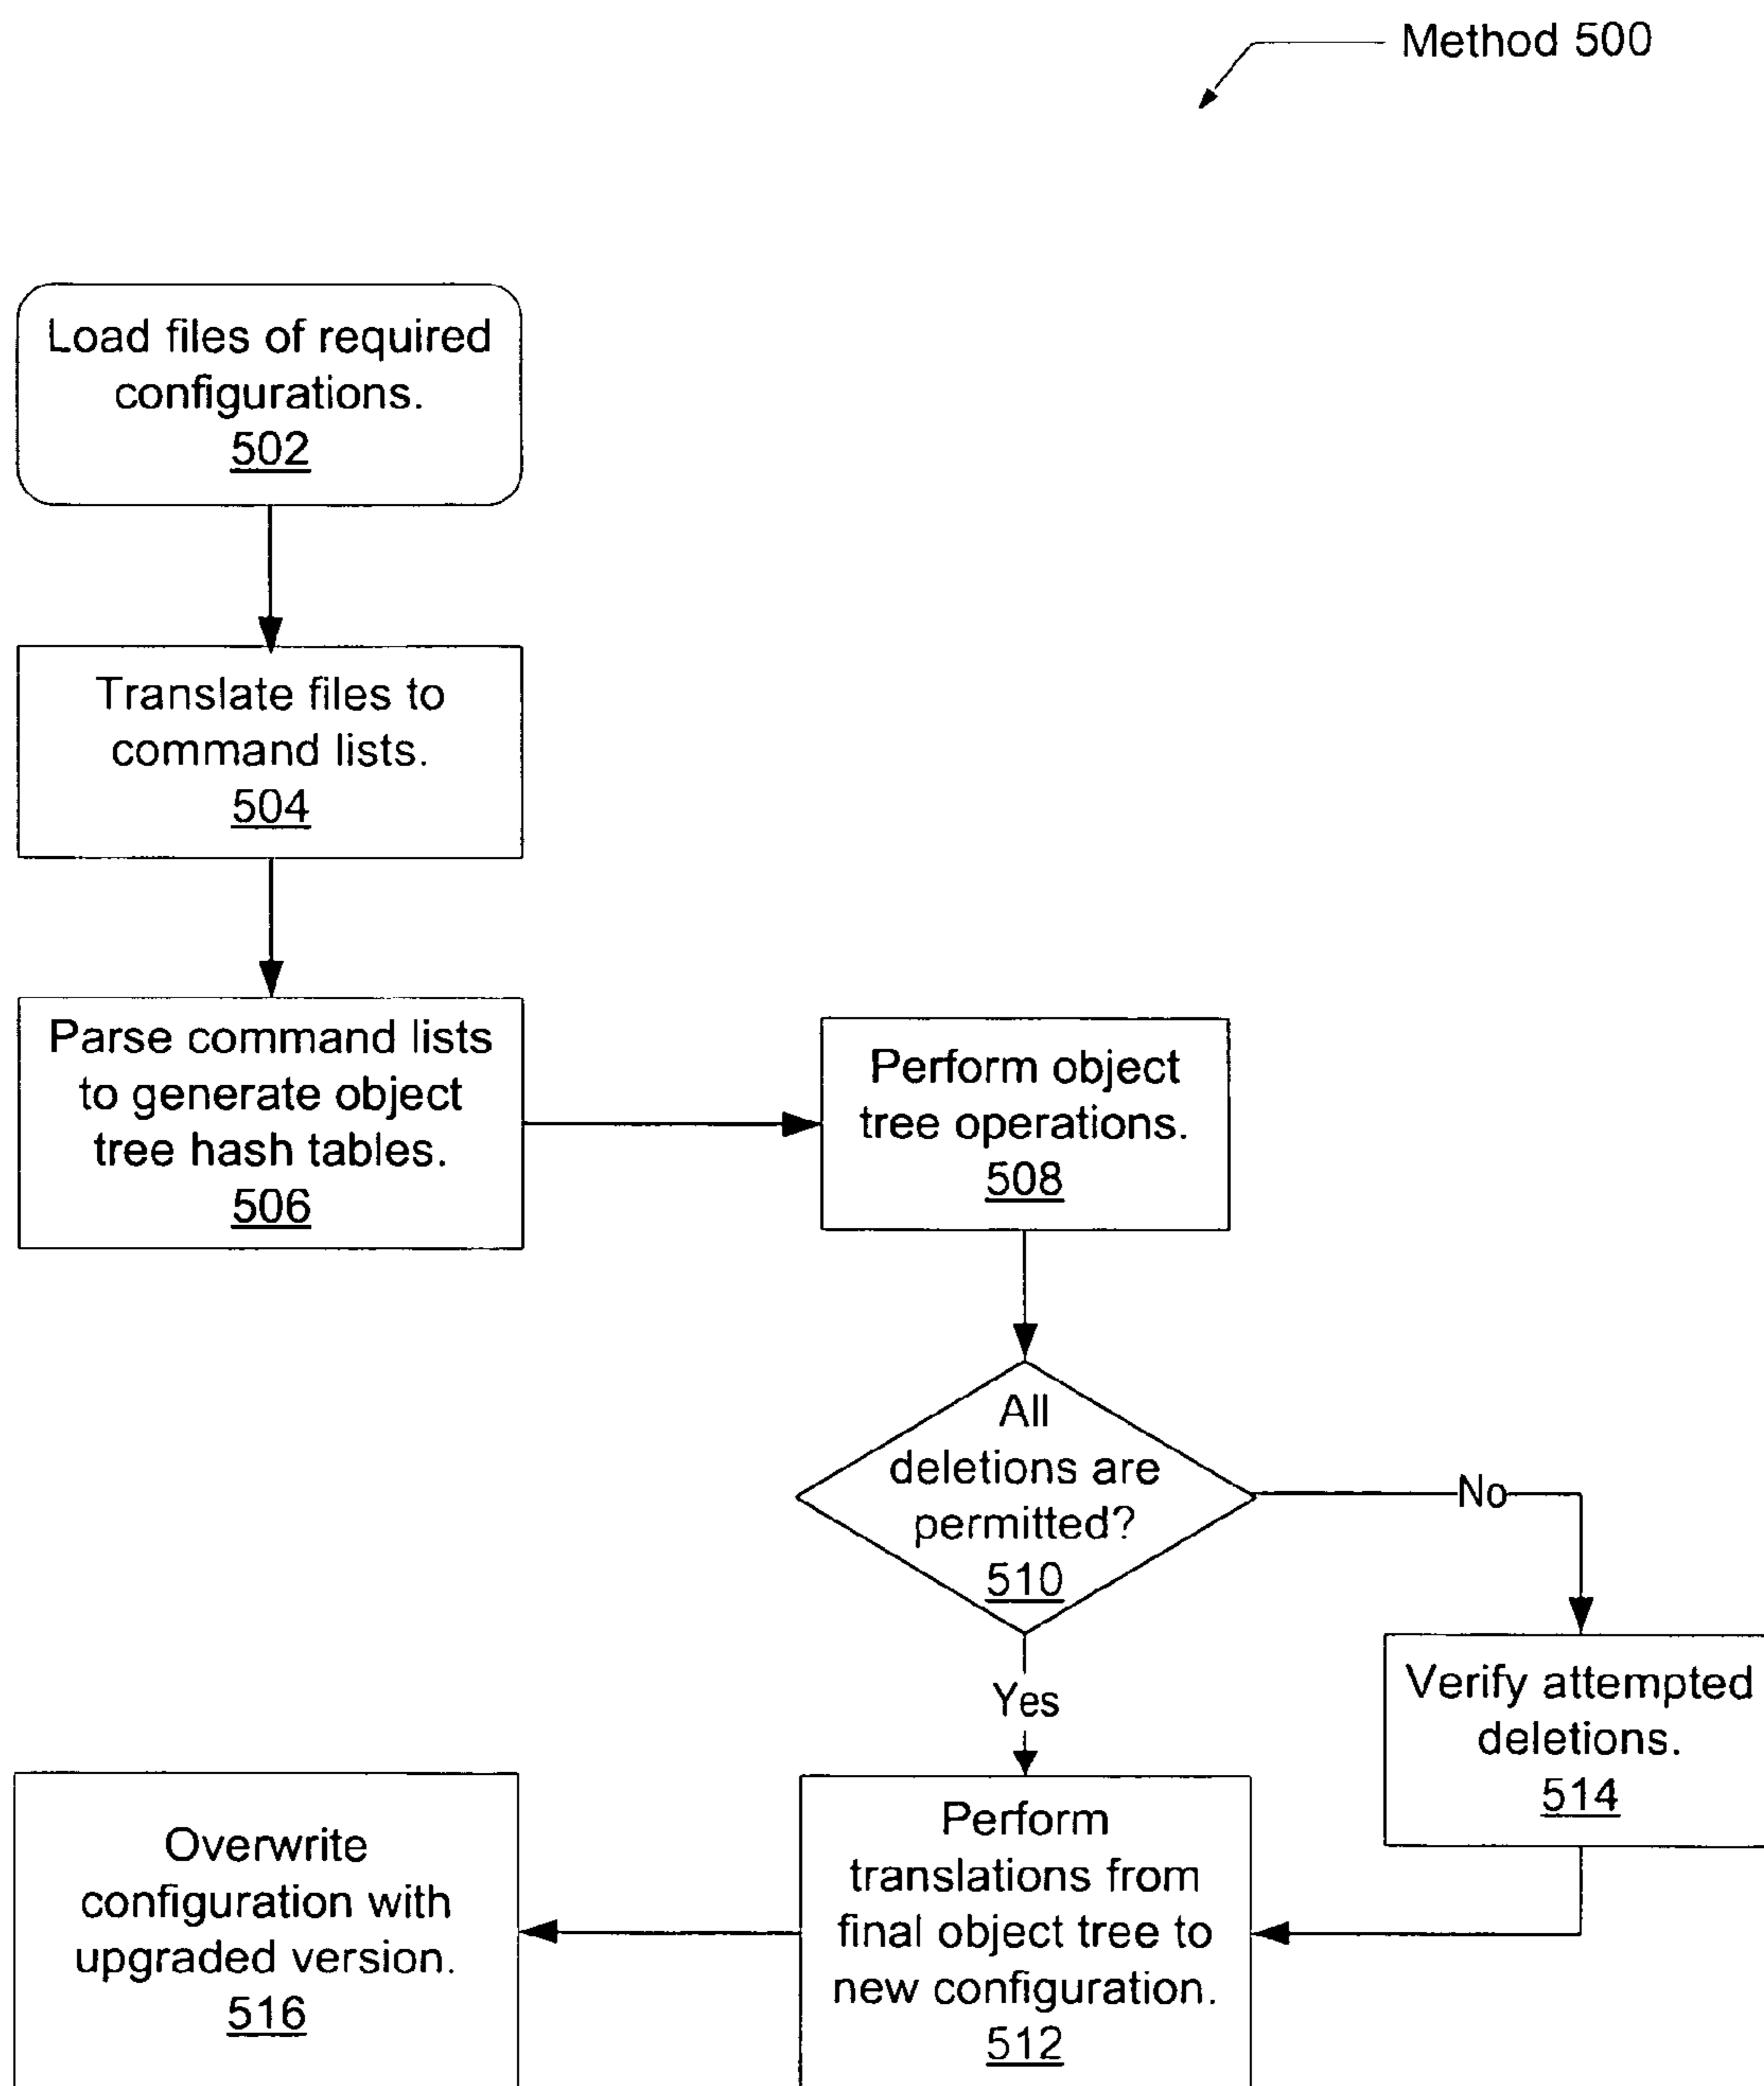 Method 500
Load files of required
configurations.
502
Translate files to
command lists.
504
Parse command lists
to generate object
tree hash tables.
506
Perform object
tree operations.
508
All
deletions are
permitted?
510
No
Yes
Verify attempted
deletions.
514
Perform
translations from
final object tree to
new configuration.
512
Overwrite
configuration with
upgraded version.
516